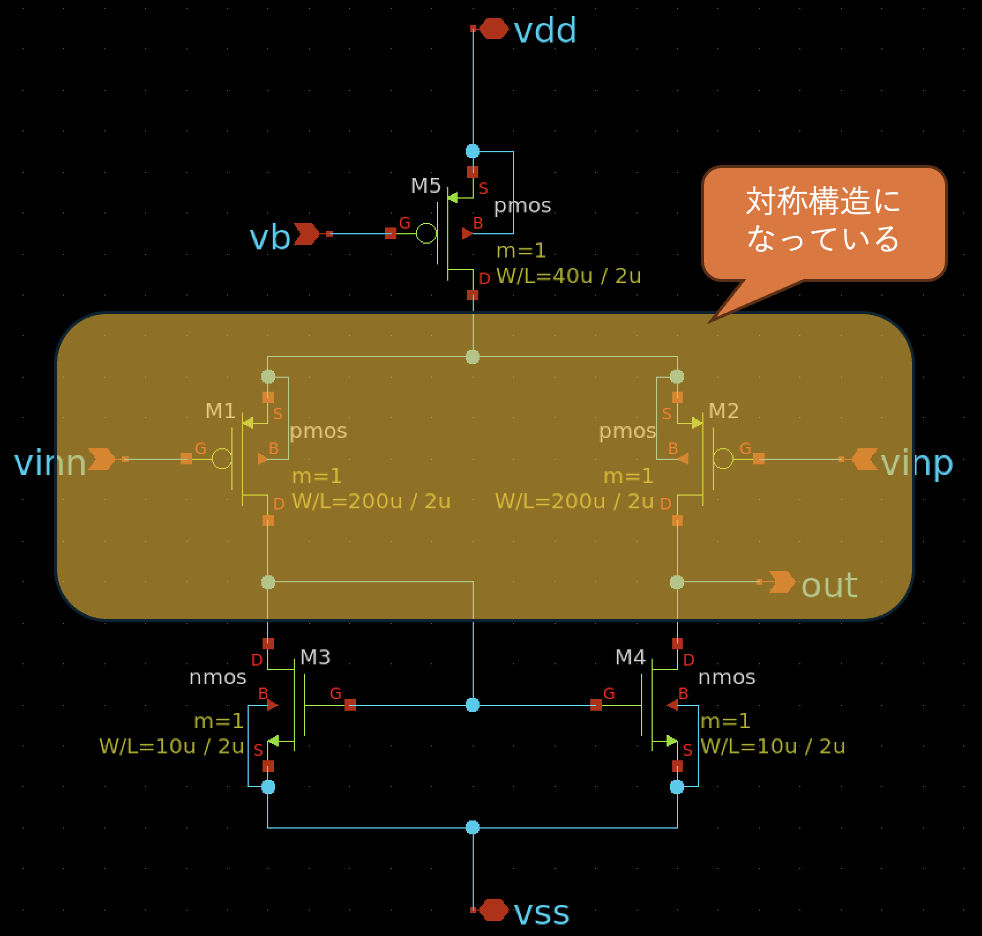 vdd
M5
S
pmos
G
B
vb
m=1
D
W/L=40u / 2u
対称構造に
なっている
M1
S
pmos
G
B
vinn
m=1
W/L=200u / 2u
D
M2
S
pmos
B
G
vinp
m=1
W/L=200u / 2u
D
out
D
M3
nmos
B
G
m=1
W/L=10u / 2u
S
M4
D
nmos
G
B
m=1
S
W/L=10u / 2u
vss